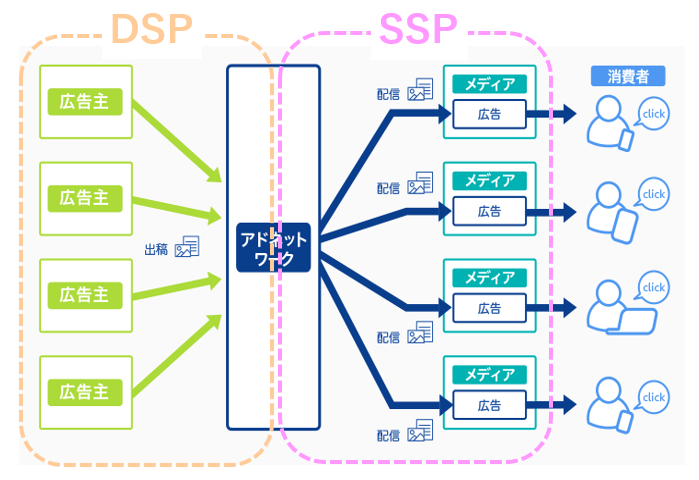 DSP
SSP
消費者
広告主
広告主
広告主
広告主
出稿
アドネット
ワーク
配信
メディア
広告
click
配信
メディア
広告
click
配信
メディア
広告
click
配信
メディア
広告
click